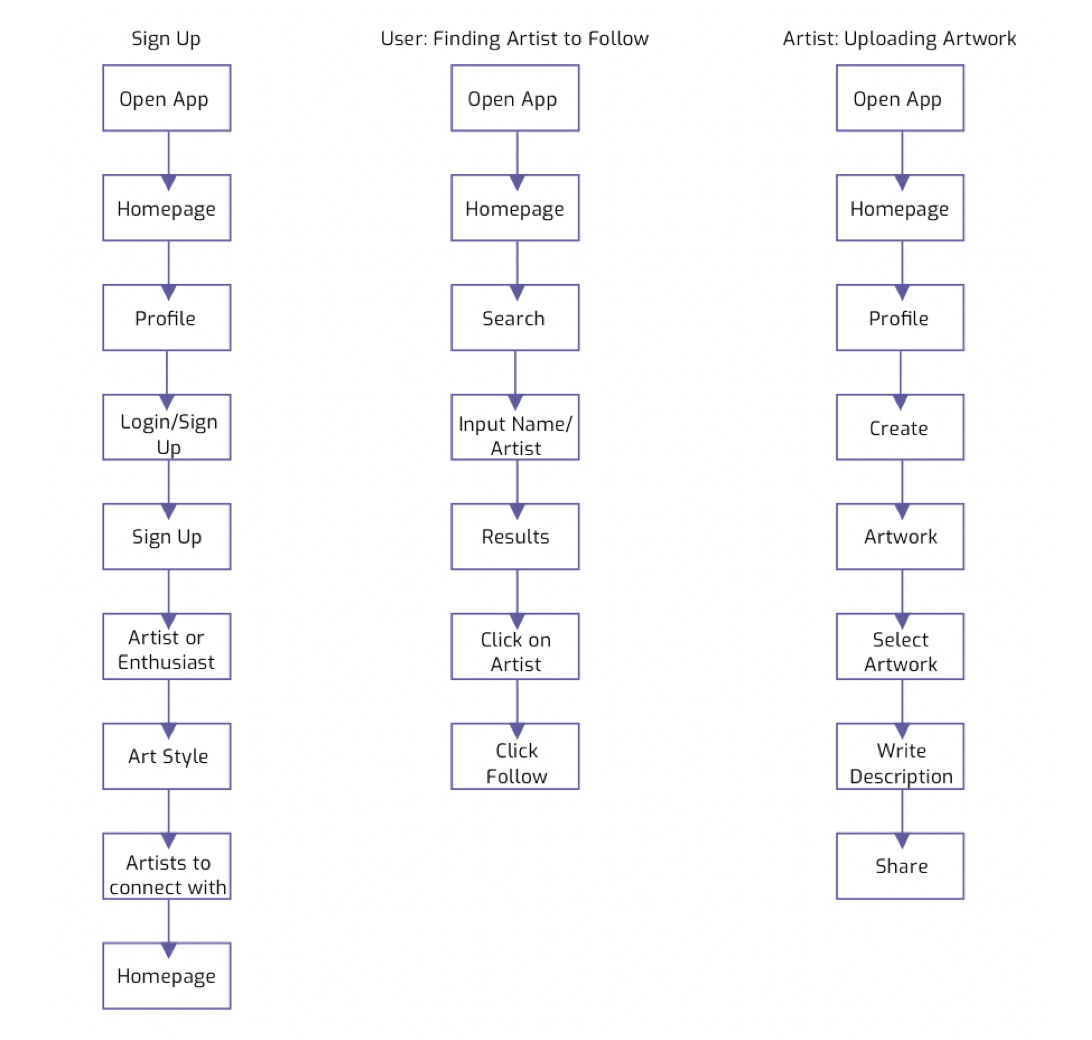 Sign Up
Open App
Homepage
Profile
Login/Sign
Up
Sign Up
Artist or
Enthusiast
Art Style
Artists to
connect with
Homepage
User: Finding Artist to Follow
Open App
Homepage
Search
Input Name/
Artist
Results
Click on
Artist
Click
Follow
Artist: Uploading Artwork
Open App
Homepage
Profile
Create
Artwork
Select
Artwork
Write
Description
Share